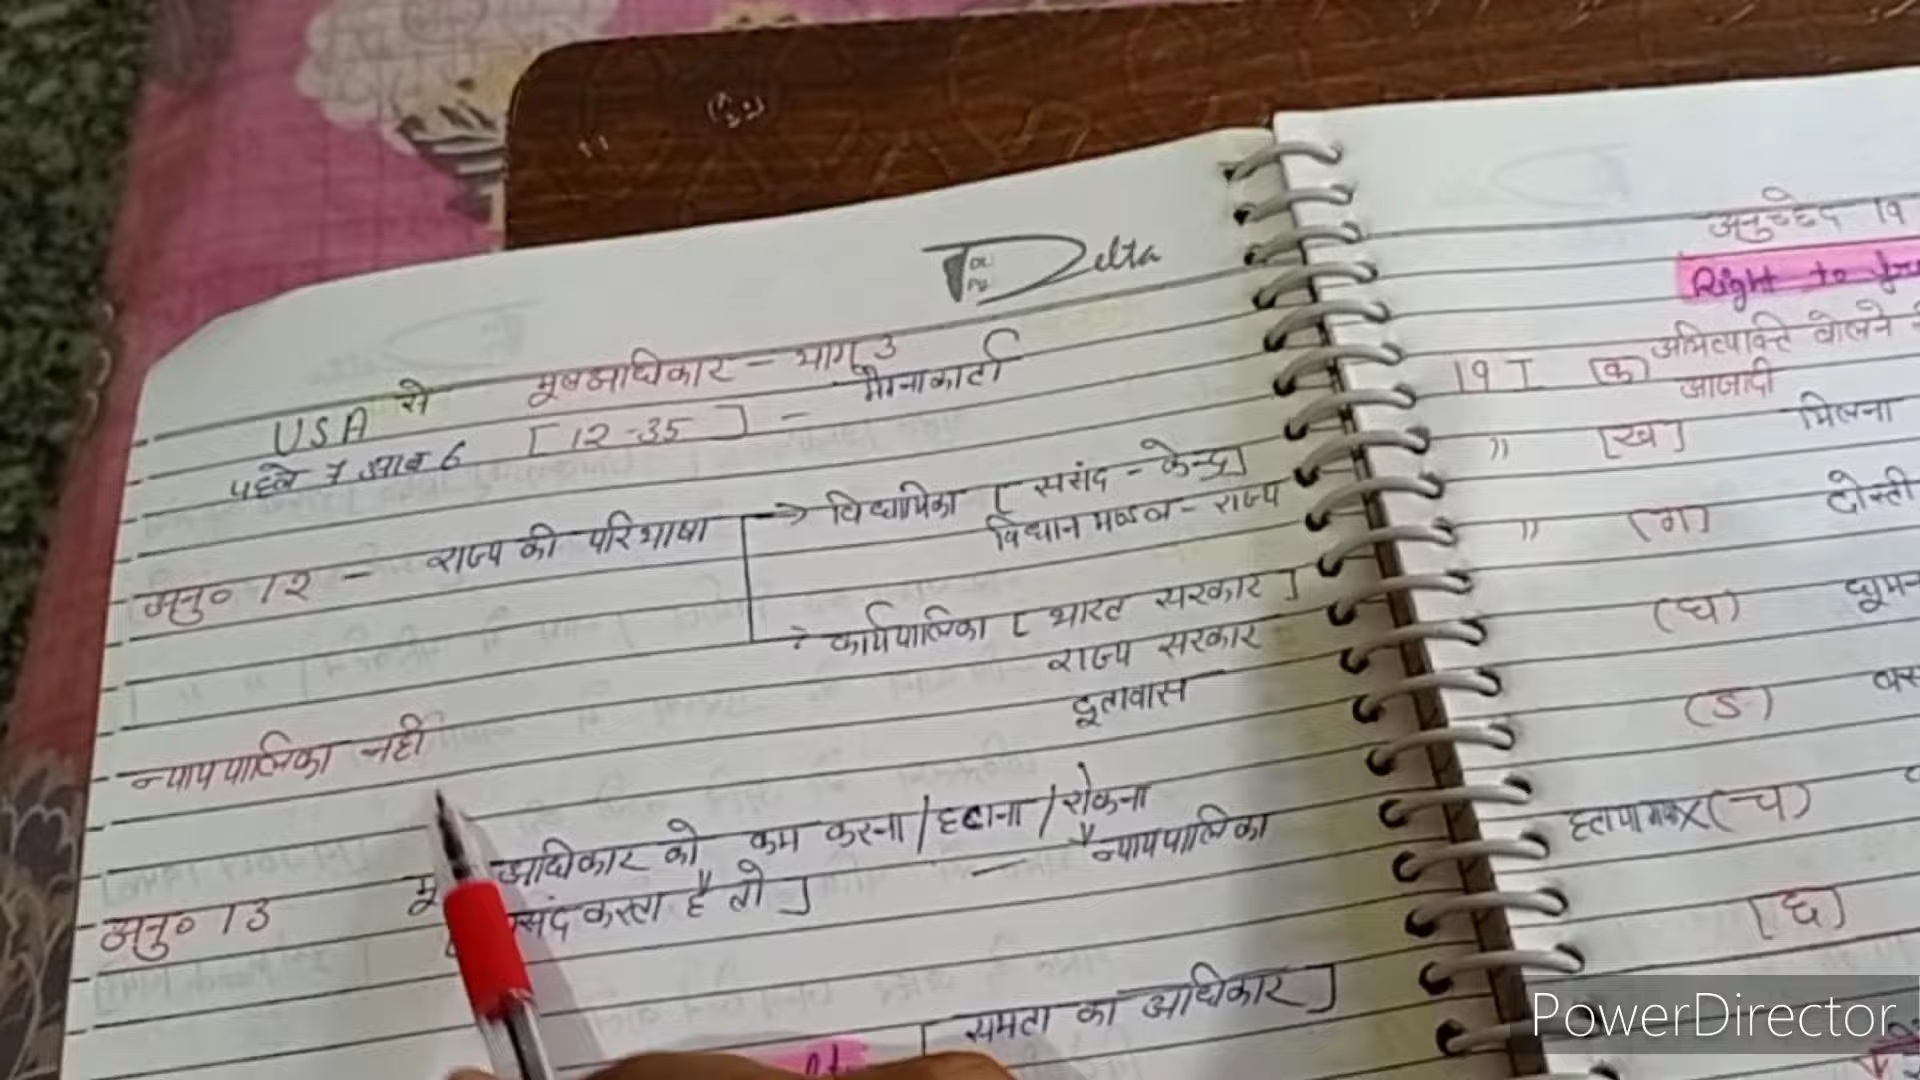 Delta
मूलअधिकार - भाग 3
USA से [12-35] - मैग्नाकार्टा
पहले 7 अब 6
अनु० 12 - राज्य की परिभाषा → विधायिका [ संसद - केन्द्र]
विधान मण्डल - राज्य
→ कार्यपालिका [ भारत सरकार ]
राज्य सरकार
दूतावास
न्यायपालिका नहीं
अधिकार को कम करना / हटाना / रोकना
अनु० 13 करता है तो ] - न्यायपालिका
समता का अधिकार ]
अनुच्छेद 19
Right to
अभिव्यक्ति बोलने
19 I (क) आजादी
" [ख] मिलना
" (ग)
(घ)
(ड)
(च)
[छ]
PowerDirector